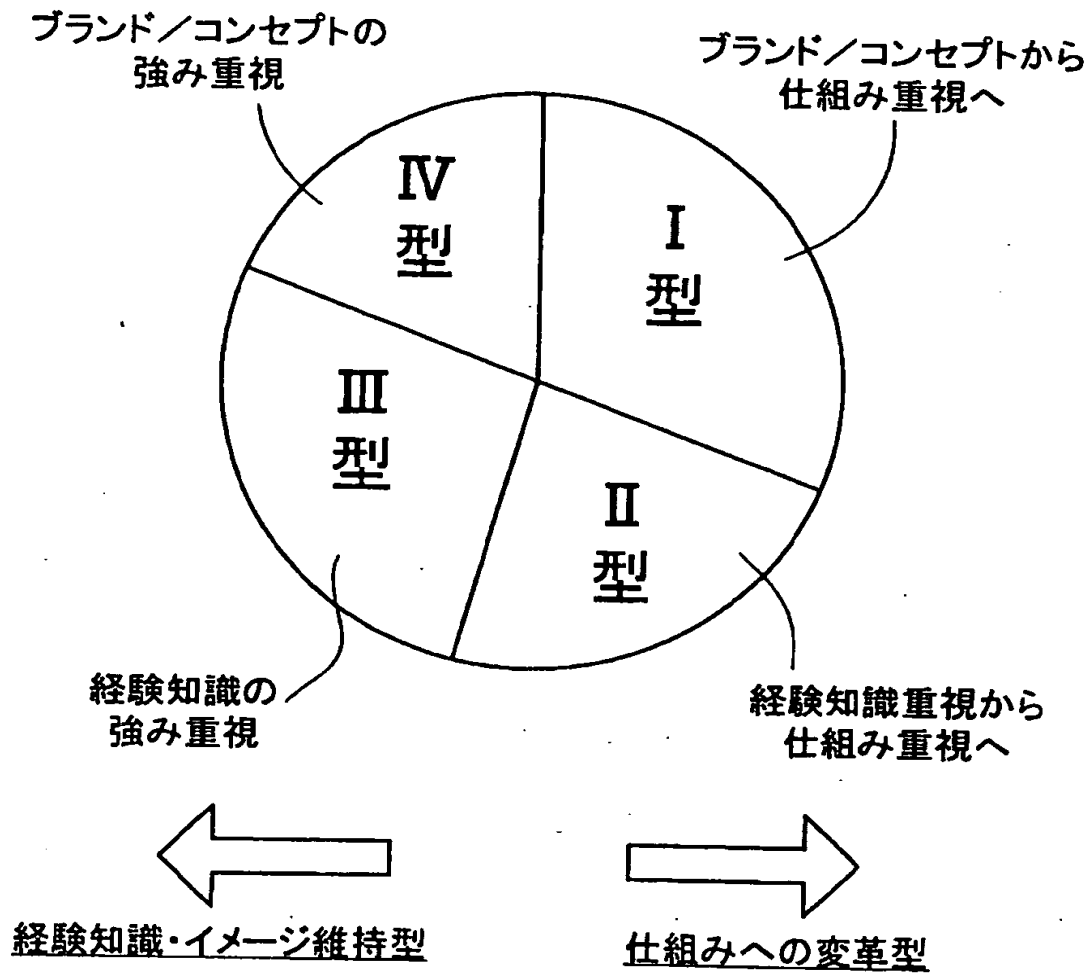 ブランド／コンセプトの
強み重視
ブランド／コンセプトから
仕組み重視へ
Ⅳ
型
Ⅰ
型
Ⅲ
型
Ⅱ
型
経験知識の
強み重視
経験知識重視から
仕組み重視へ
経験知識・イメージ維持型
仕組みへの変革型